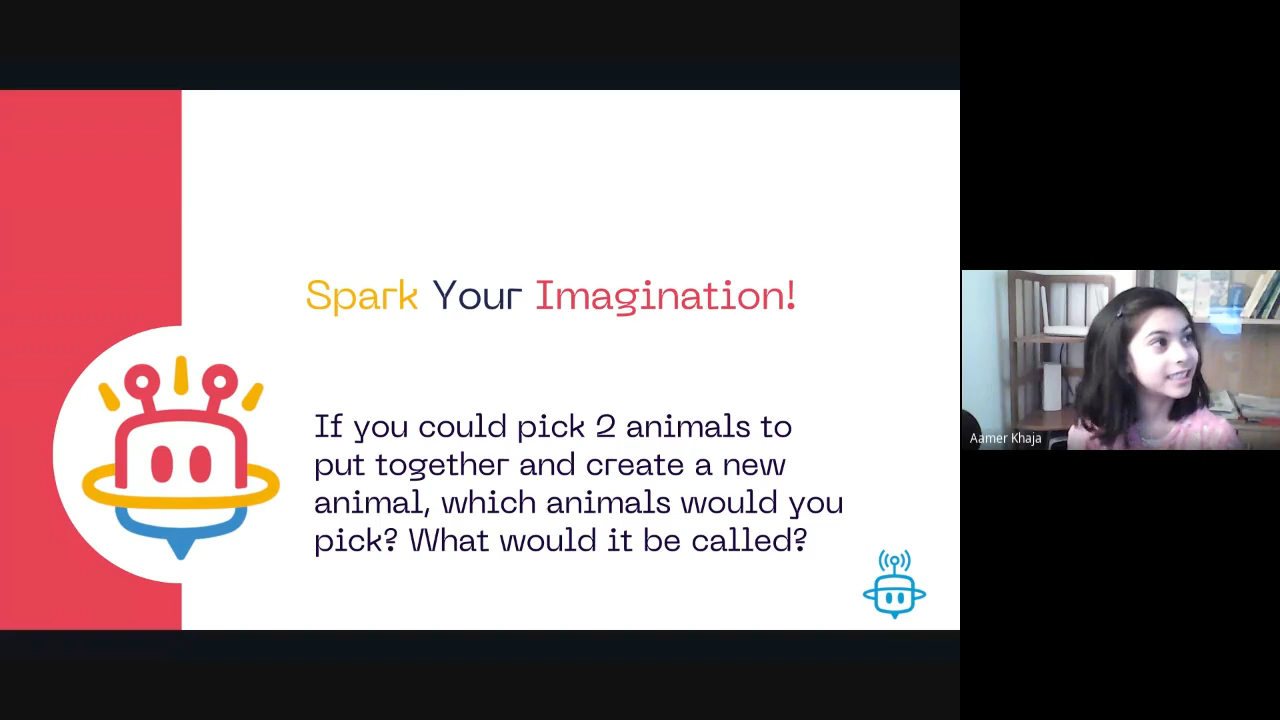 Spark Your Imagination!
If you could pick 2 animals to
put together and create a new
animal, which animals would you
pick? What would it be called?
Aamer Khaja